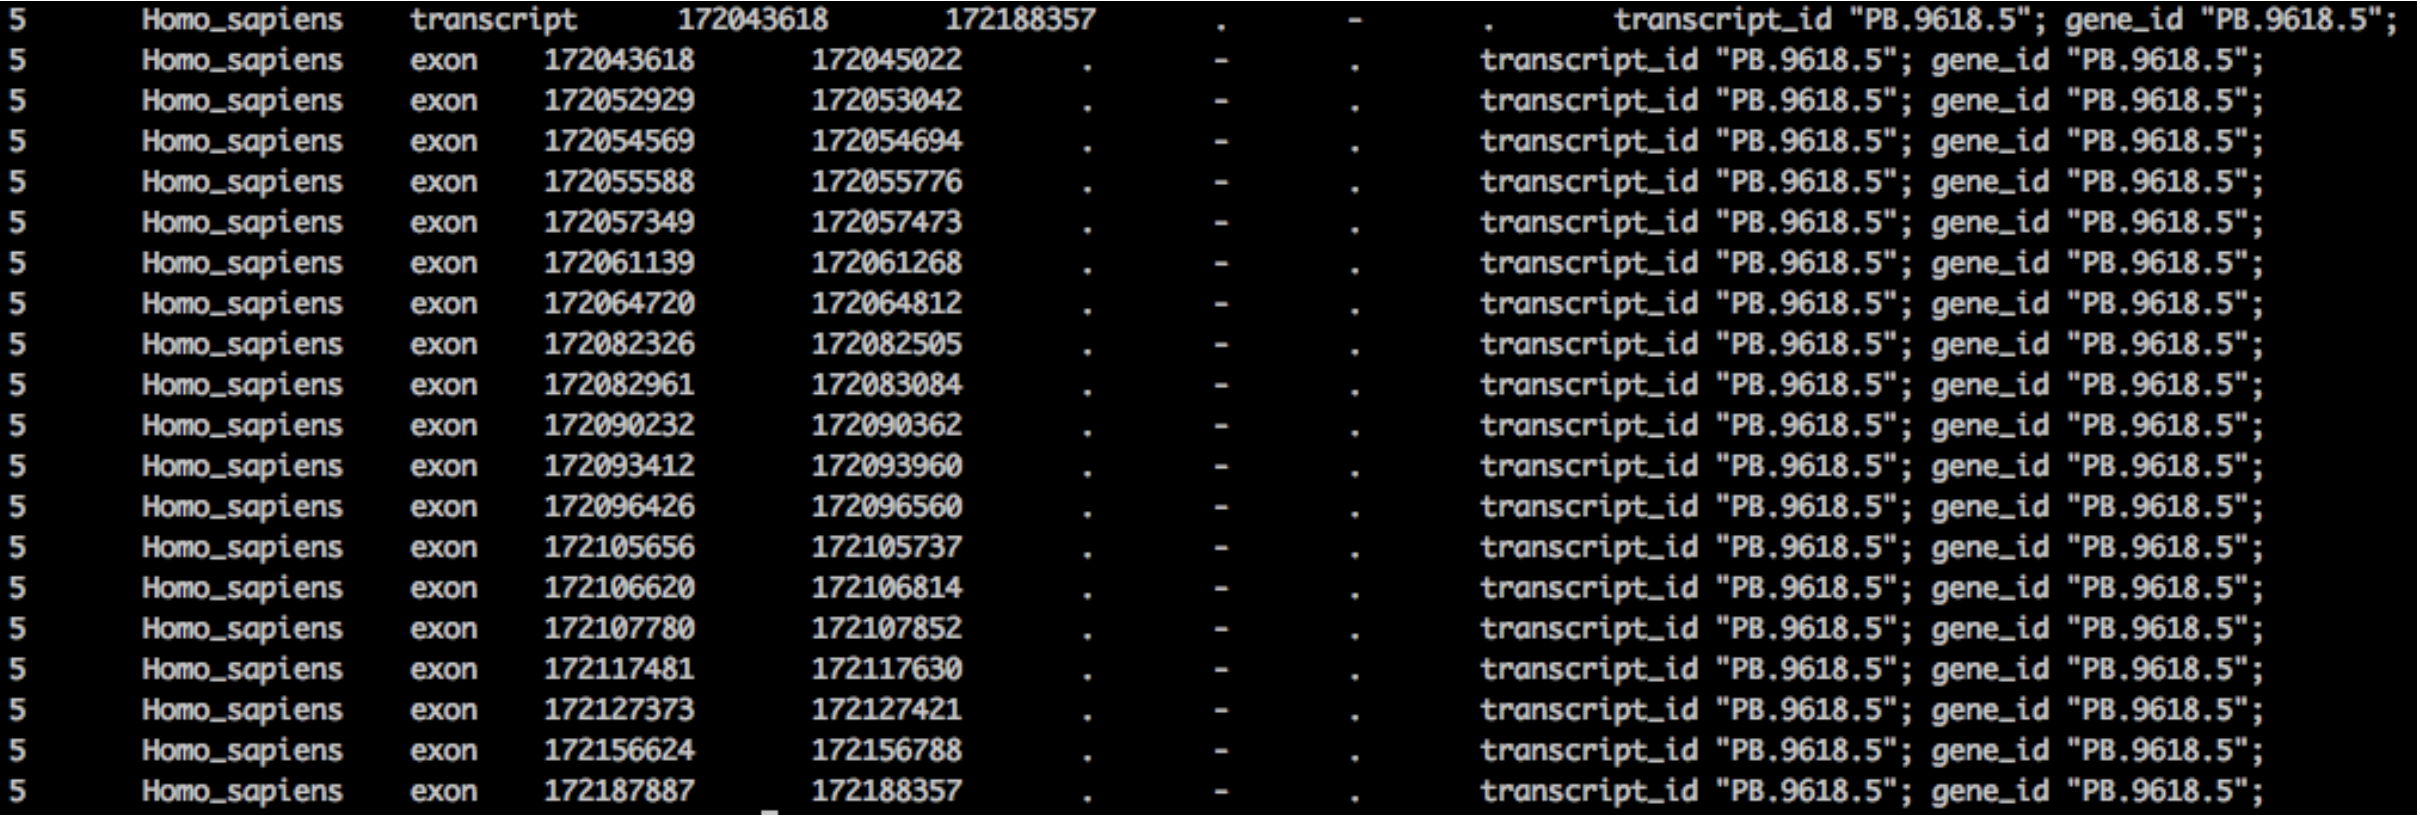 5 Homo_sapiens transcript 172043618 172188357 . - . transcript_id "PB.9618.5"; gene_id "PB.9618.5";
5 Homo_sapiens exon 172043618 172045022 . - . transcript_id "PB.9618.5"; gene_id "PB.9618.5";
5 Homo_sapiens exon 172052929 172053042 . - . transcript_id "PB.9618.5"; gene_id "PB.9618.5";
5 Homo_sapiens exon 172054569 172054694 . - . transcript_id "PB.9618.5"; gene_id "PB.9618.5";
5 Homo_sapiens exon 172055588 172055776 . - . transcript_id "PB.9618.5"; gene_id "PB.9618.5";
5 Homo_sapiens exon 172057349 172057473 . - . transcript_id "PB.9618.5"; gene_id "PB.9618.5";
5 Homo_sapiens exon 172061139 172061268 . - . transcript_id "PB.9618.5"; gene_id "PB.9618.5";
5 Homo_sapiens exon 172064720 172064812 . - . transcript_id "PB.9618.5"; gene_id "PB.9618.5";
5 Homo_sapiens exon 172082326 172082505 . - . transcript_id "PB.9618.5"; gene_id "PB.9618.5";
5 Homo_sapiens exon 172082961 172083084 . - . transcript_id "PB.9618.5"; gene_id "PB.9618.5";
5 Homo_sapiens exon 172090232 172090362 . - . transcript_id "PB.9618.5"; gene_id "PB.9618.5";
5 Homo_sapiens exon 172093412 172093960 . - . transcript_id "PB.9618.5"; gene_id "PB.9618.5";
5 Homo_sapiens exon 172096426 172096560 . - . transcript_id "PB.9618.5"; gene_id "PB.9618.5";
5 Homo_sapiens exon 172105656 172105737 . - . transcript_id "PB.9618.5"; gene_id "PB.9618.5";
5 Homo_sapiens exon 172106620 172106814 . - . transcript_id "PB.9618.5"; gene_id "PB.9618.5";
5 Homo_sapiens exon 172107780 172107852 . - . transcript_id "PB.9618.5"; gene_id "PB.9618.5";
5 Homo_sapiens exon 172117481 172117630 . - . transcript_id "PB.9618.5"; gene_id "PB.9618.5";
5 Homo_sapiens exon 172127373 172127421 . - . transcript_id "PB.9618.5"; gene_id "PB.9618.5";
5 Homo_sapiens exon 172156624 172156788 . - . transcript_id "PB.9618.5"; gene_id "PB.9618.5";
5 Homo_sapiens exon 172187887 172188357 . - . transcript_id "PB.9618.5"; gene_id "PB.9618.5";